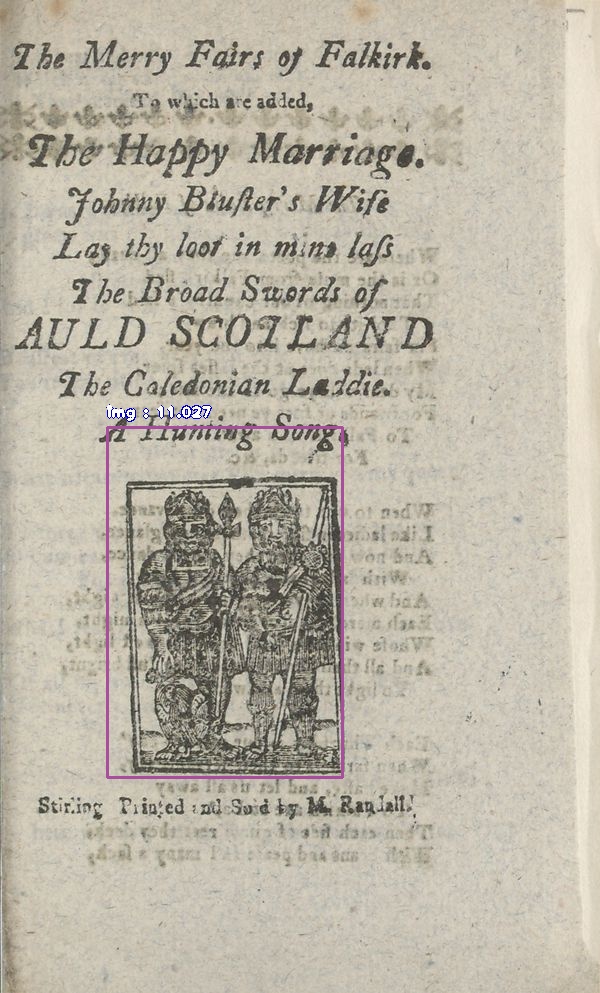 The Merry Fairs of Falkirk.
To which are added,
The Happy Marriage.
Johnny Bluſter's Wife
Lay thy loof in mine laſs
The Broad Swords of
AULD SCOTLAND
The Caledonian Laddie.
img : 11.027
A Hunting Song,
Stirling Printed and Sold by M. Randall.